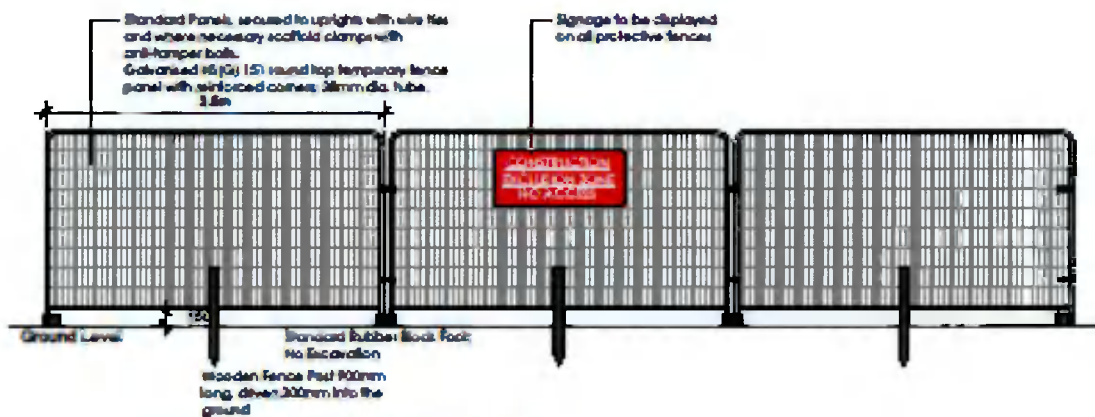 Standard Panels, secured to uprights with wire ties
and where necessary scaffold clamps with
anti-tamper bolts.
Galvanised round top temporary fence
panel with reinforced corners, 38mm dia. tube.
Signage to be displayed
on all protective fences
CONSTRUCTION
EXCLUSION ZONE
NO ACCESS
Ground Level
Standard Rubber Block Foot:
No Excavation
Wooden Fence Post 900mm
long, driven 300mm into the
ground